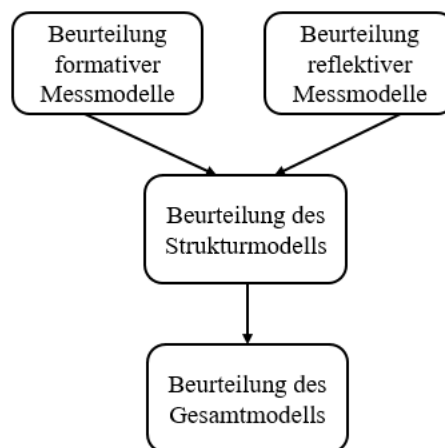 Beurteilung
formativer
Messmodelle
Beurteilung
reflektiver
Messmodelle
Beurteilung des
Strukturmodells
Beurteilung des
Gesamtmodells